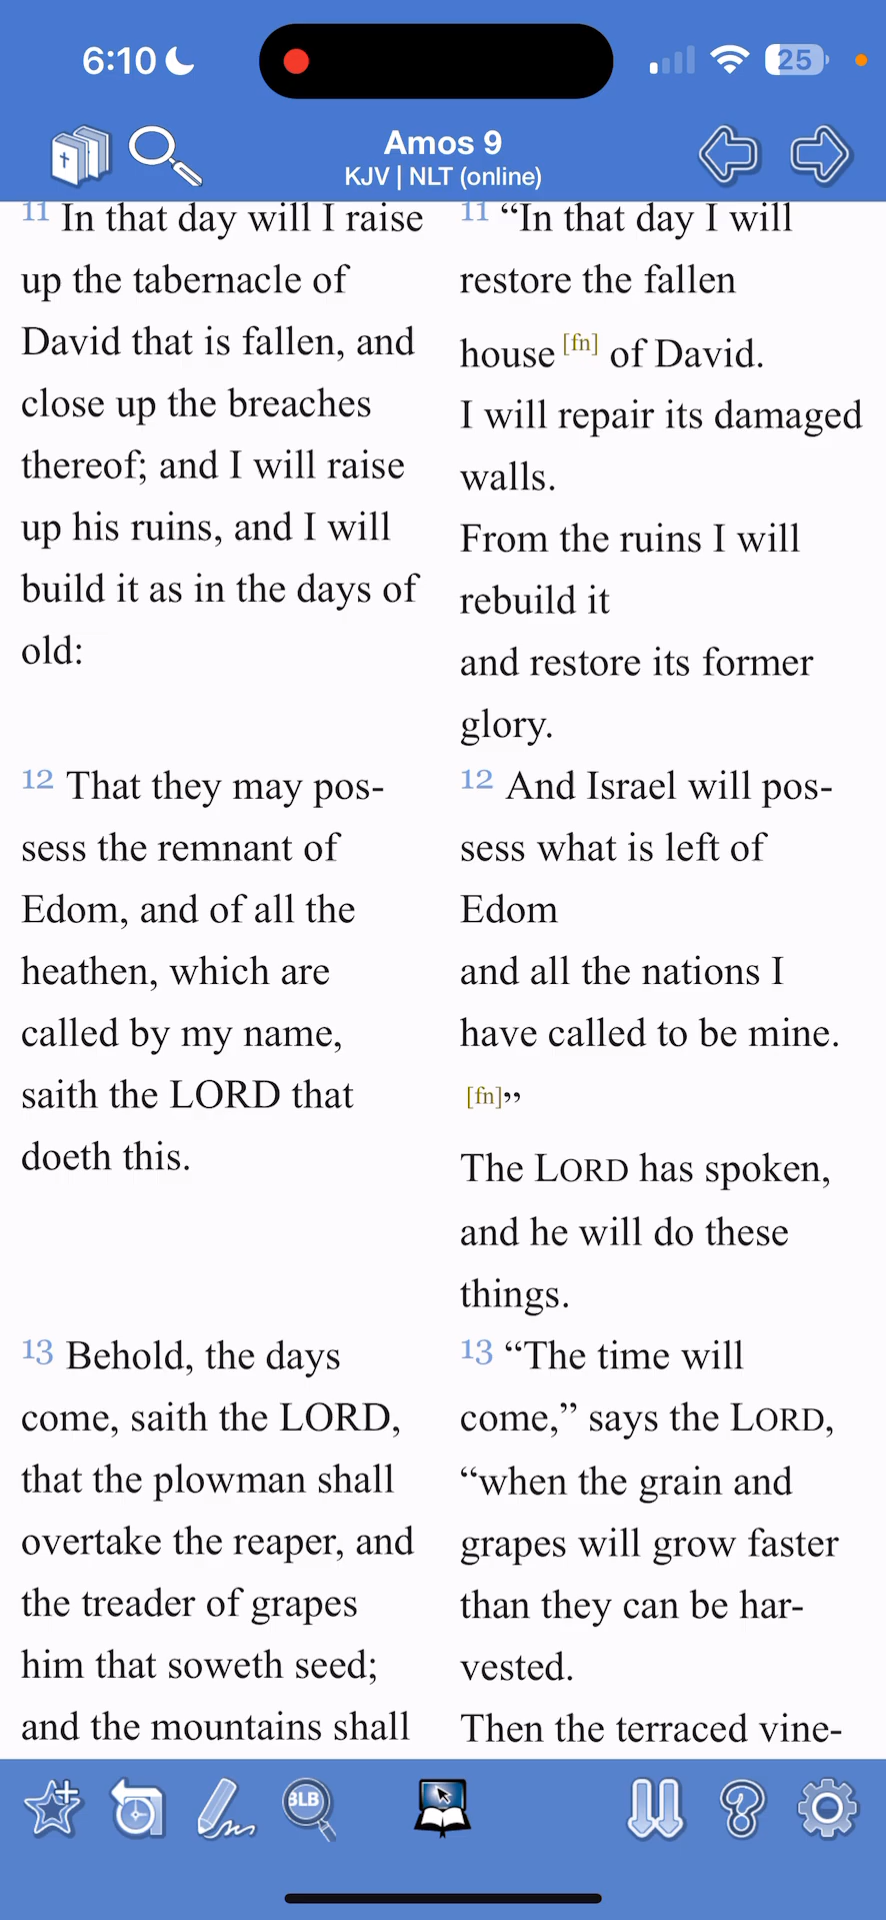 6:10
25
Amos 9
KJV | NLT (online)
11 In that day will I raise
up the tabernacle of
David that is fallen, and
close up the breaches
thereof; and I will raise
up his ruins, and I will
build it as in the days of
old:
12 That they may pos-
sess the remnant of
Edom, and of all the
heathen, which are
called by my name,
saith the LORD that
doeth this.
13 Behold, the days
come, saith the LORD,
that the plowman shall
overtake the reaper, and
the treader of grapes
him that soweth seed;
and the mountains shall
11 “In that day I will
restore the fallen
house [fn] of David.
I will repair its damaged
walls.
From the ruins I will
rebuild it
and restore its former
glory.
12 And Israel will pos-
sess what is left of
Edom
and all the nations I
have called to be mine.
[fn]”
The LORD has spoken,
and he will do these
things.
13 “The time will
come,” says the LORD,
“when the grain and
grapes will grow faster
than they can be har-
vested.
Then the terraced vine-
BLB